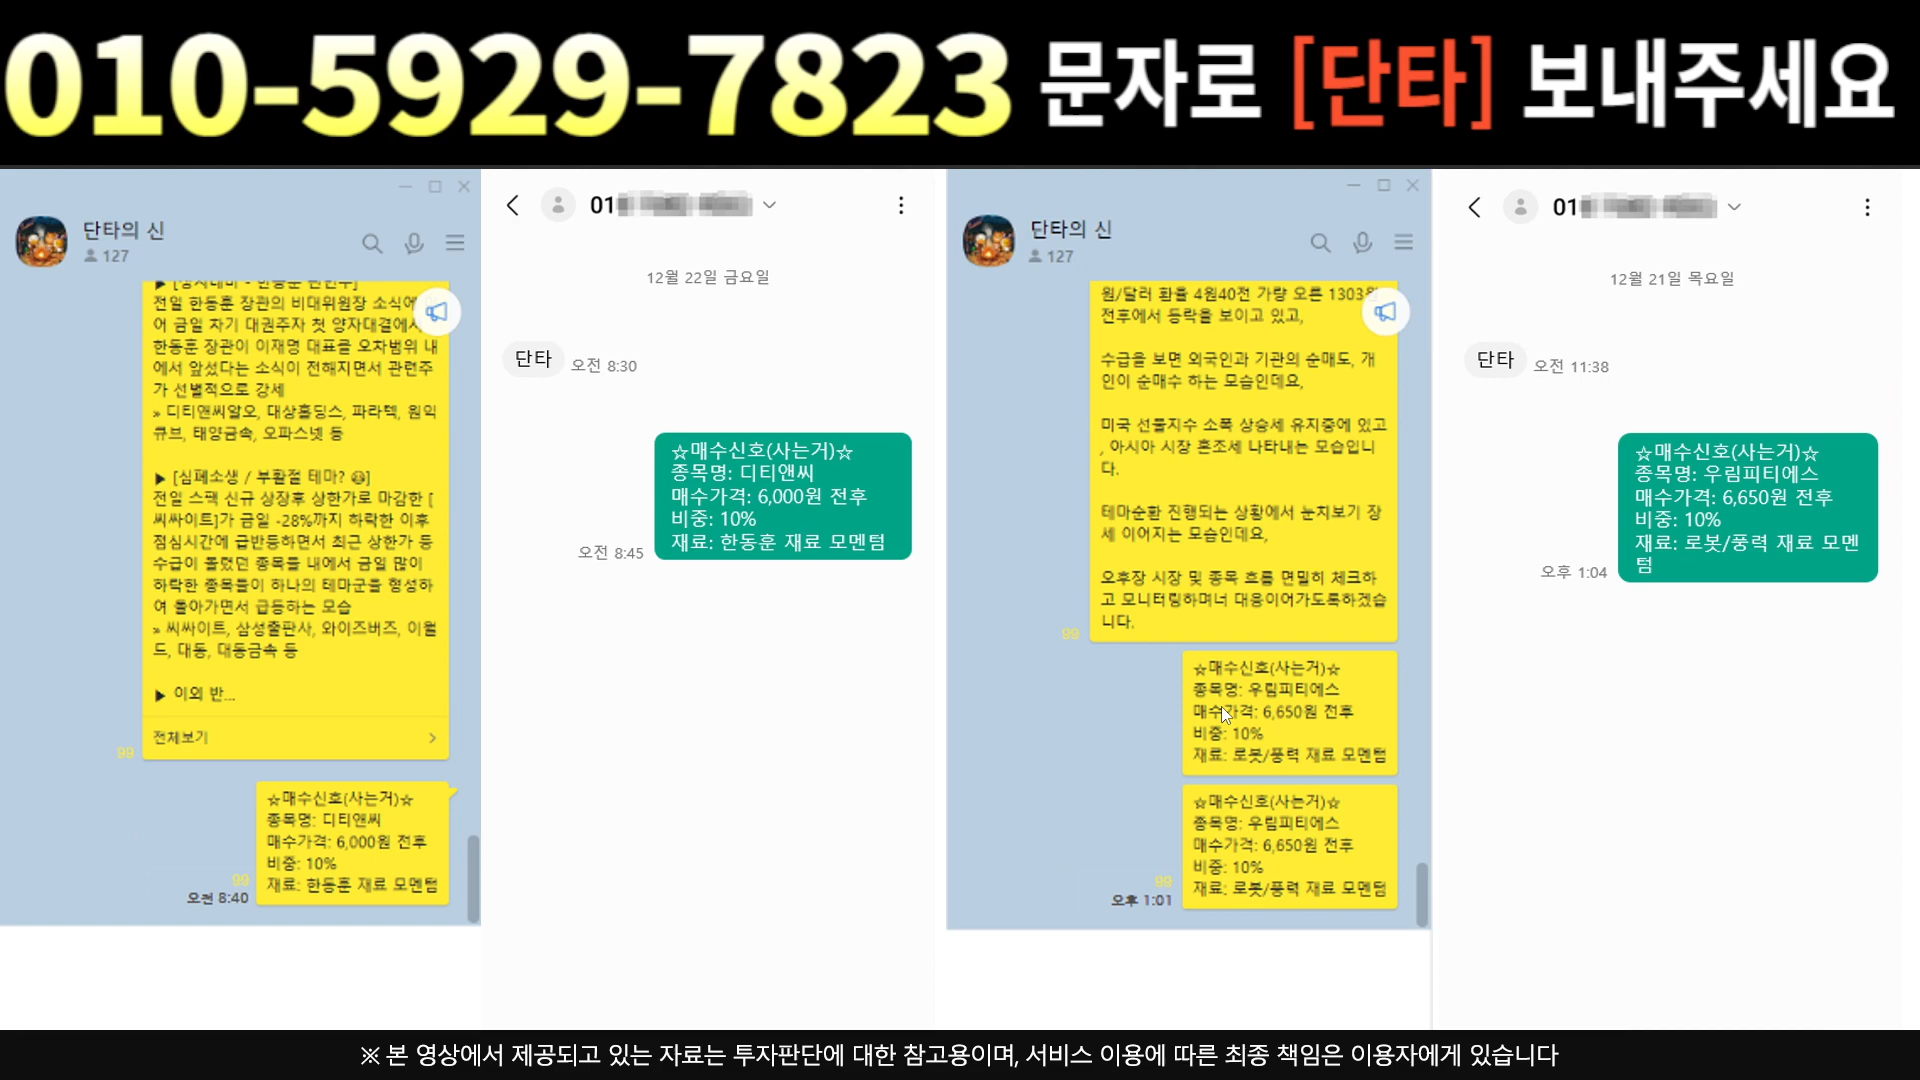 010-5929-7823 문자로 [단타] 보내주세요
단타의 신
127
전일 한동훈 장관의 비대위원장 소식에
어 금일 차기 대권주자 첫 양자대결에서
한동훈 장관이 이재명 대표를 오차범위 내
에서 앞섰다는 소식이 전해지면서 관련주
가 선별적으로 강세
» 디티앤씨알오, 대상홀딩스, 파라텍, 원익
큐브, 태양금속, 오파스넷 등
▶ [심폐소생 / 부활절 테마? 😆]
전일 스팩 신규 상장후 상한가로 마감한 [
씨싸이트]가 금일 -28%까지 하락한 이후
점심시간에 급반등하면서 최근 상한가 등
수급이 몰렸던 종목들 내에서 금일 많이
하락한 종목들이 하나의 테마군을 형성하
여 돌아가면서 급등하는 모습
» 씨싸이트, 삼성출판사, 와이즈버즈, 이월
드, 대동, 대동금속 등
▶ 이외 반...
전체보기
99
☆매수신호(사는거)☆
종목명: 디티앤씨
매수가격: 6,000원 전후
비중: 10%
재료: 한동훈 재료 모멘텀
99
오전 8:40
01
12월 22일 금요일
단타
오전 8:30
☆매수신호(사는거)☆
종목명: 디티앤씨
매수가격: 6,000원 전후
비중: 10%
재료: 한동훈 재료 모멘텀
오전 8:45
단타의 신
127
원/달러 환율 4원40전 가량 오른 1303원
전후에서 등락을 보이고 있고,
수급을 보면 외국인과 기관의 순매도, 개
인이 순매수 하는 모습인데요,
미국 선물지수 소폭 상승세 유지중에 있고
, 아시아 시장 혼조세 나타내는 모습입니
다.
테마순환 진행되는 상황에서 눈치보기 장
세 이어지는 모습인데요,
오후장 시장 및 종목 흐름 면밀히 체크하
고 모니터링하며너 대응이어가도록하겠습
니다.
99
☆매수신호(사는거)☆
종목명: 우림피티에스
매수가격: 6,650원 전후
비중: 10%
재료: 로봇/풍력 재료 모멘텀
☆매수신호(사는거)☆
종목명: 우림피티에스
매수가격: 6,650원 전후
비중: 10%
재료: 로봇/풍력 재료 모멘텀
99
오후 1:01
01
12월 21일 목요일
단타
오전 11:38
☆매수신호(사는거)☆
종목명: 우림피티에스
매수가격: 6,650원 전후
비중: 10%
재료: 로봇/풍력 재료 모멘
텀
오후 1:04
※ 본 영상에서 제공되고 있는 자료는 투자판단에 대한 참고용이며, 서비스 이용에 따른 최종 책임은 이용자에게 있습니다